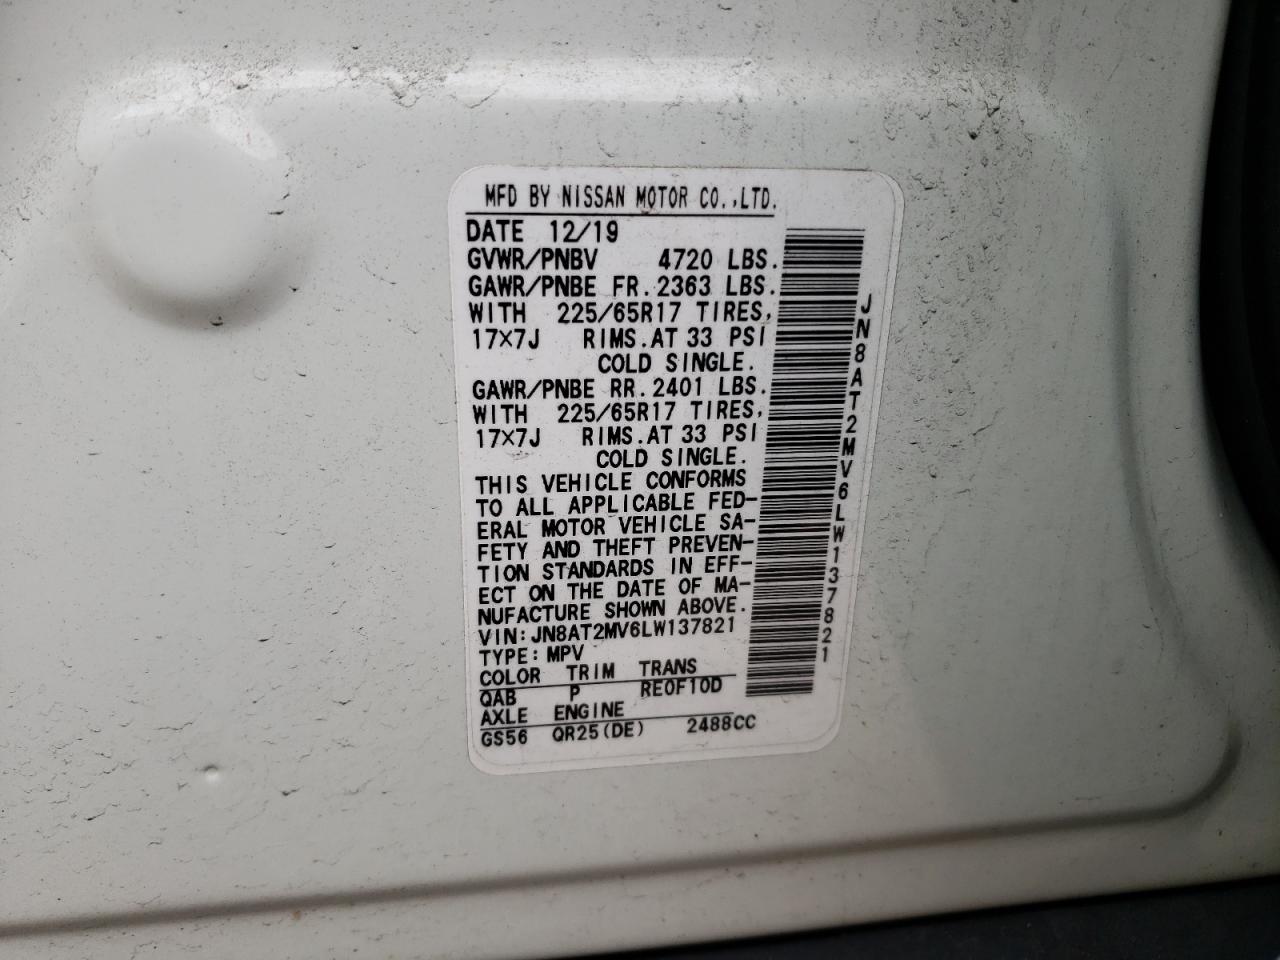 MFD BY NISSAN MOTOR CO.,LTD.
DATE 12/19
GVWR/PNBV 4720 LBS.
GAWR/PNBE FR. 2363 LBS.
WITH 225/65R17 TIRES,
17×7J RIMS. AT 33 PSI
COLD SINGLE.
GAWR/PNBE RR. 2401 LBS.
WITH 225/65R17 TIRES,
17×7J RIMS. AT 33 PSI
COLD SINGLE.
THIS VEHICLE CONFORMS
TO ALL APPLICABLE FED-
ERAL MOTOR VEHICLE SA-
FETY AND THEFT PREVEN-
TION STANDARDS IN EFF-
ECT ON THE DATE OF MA-
NUFACTURE SHOWN ABOVE.
VIN: JN8AT2MV6LW137821
TYPE: MPV
COLOR TRIM TRANS
QAB P RE0F10D
AXLE ENGINE
GS56 QR25(DE) 2488CC
JN8AT2MV6LW137821